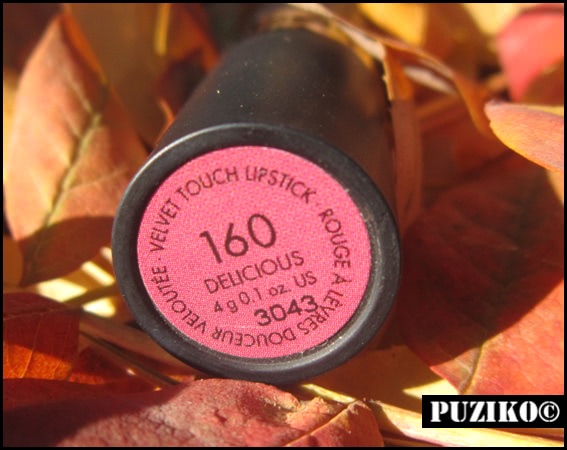 VELVET TOUCH LIPSTICK · ROUGE À LÈVRES DOUCEUR VELOUTÉE ·
160
DELICIOUS
4 g 0.1 oz. US
3043
PUZIKO©